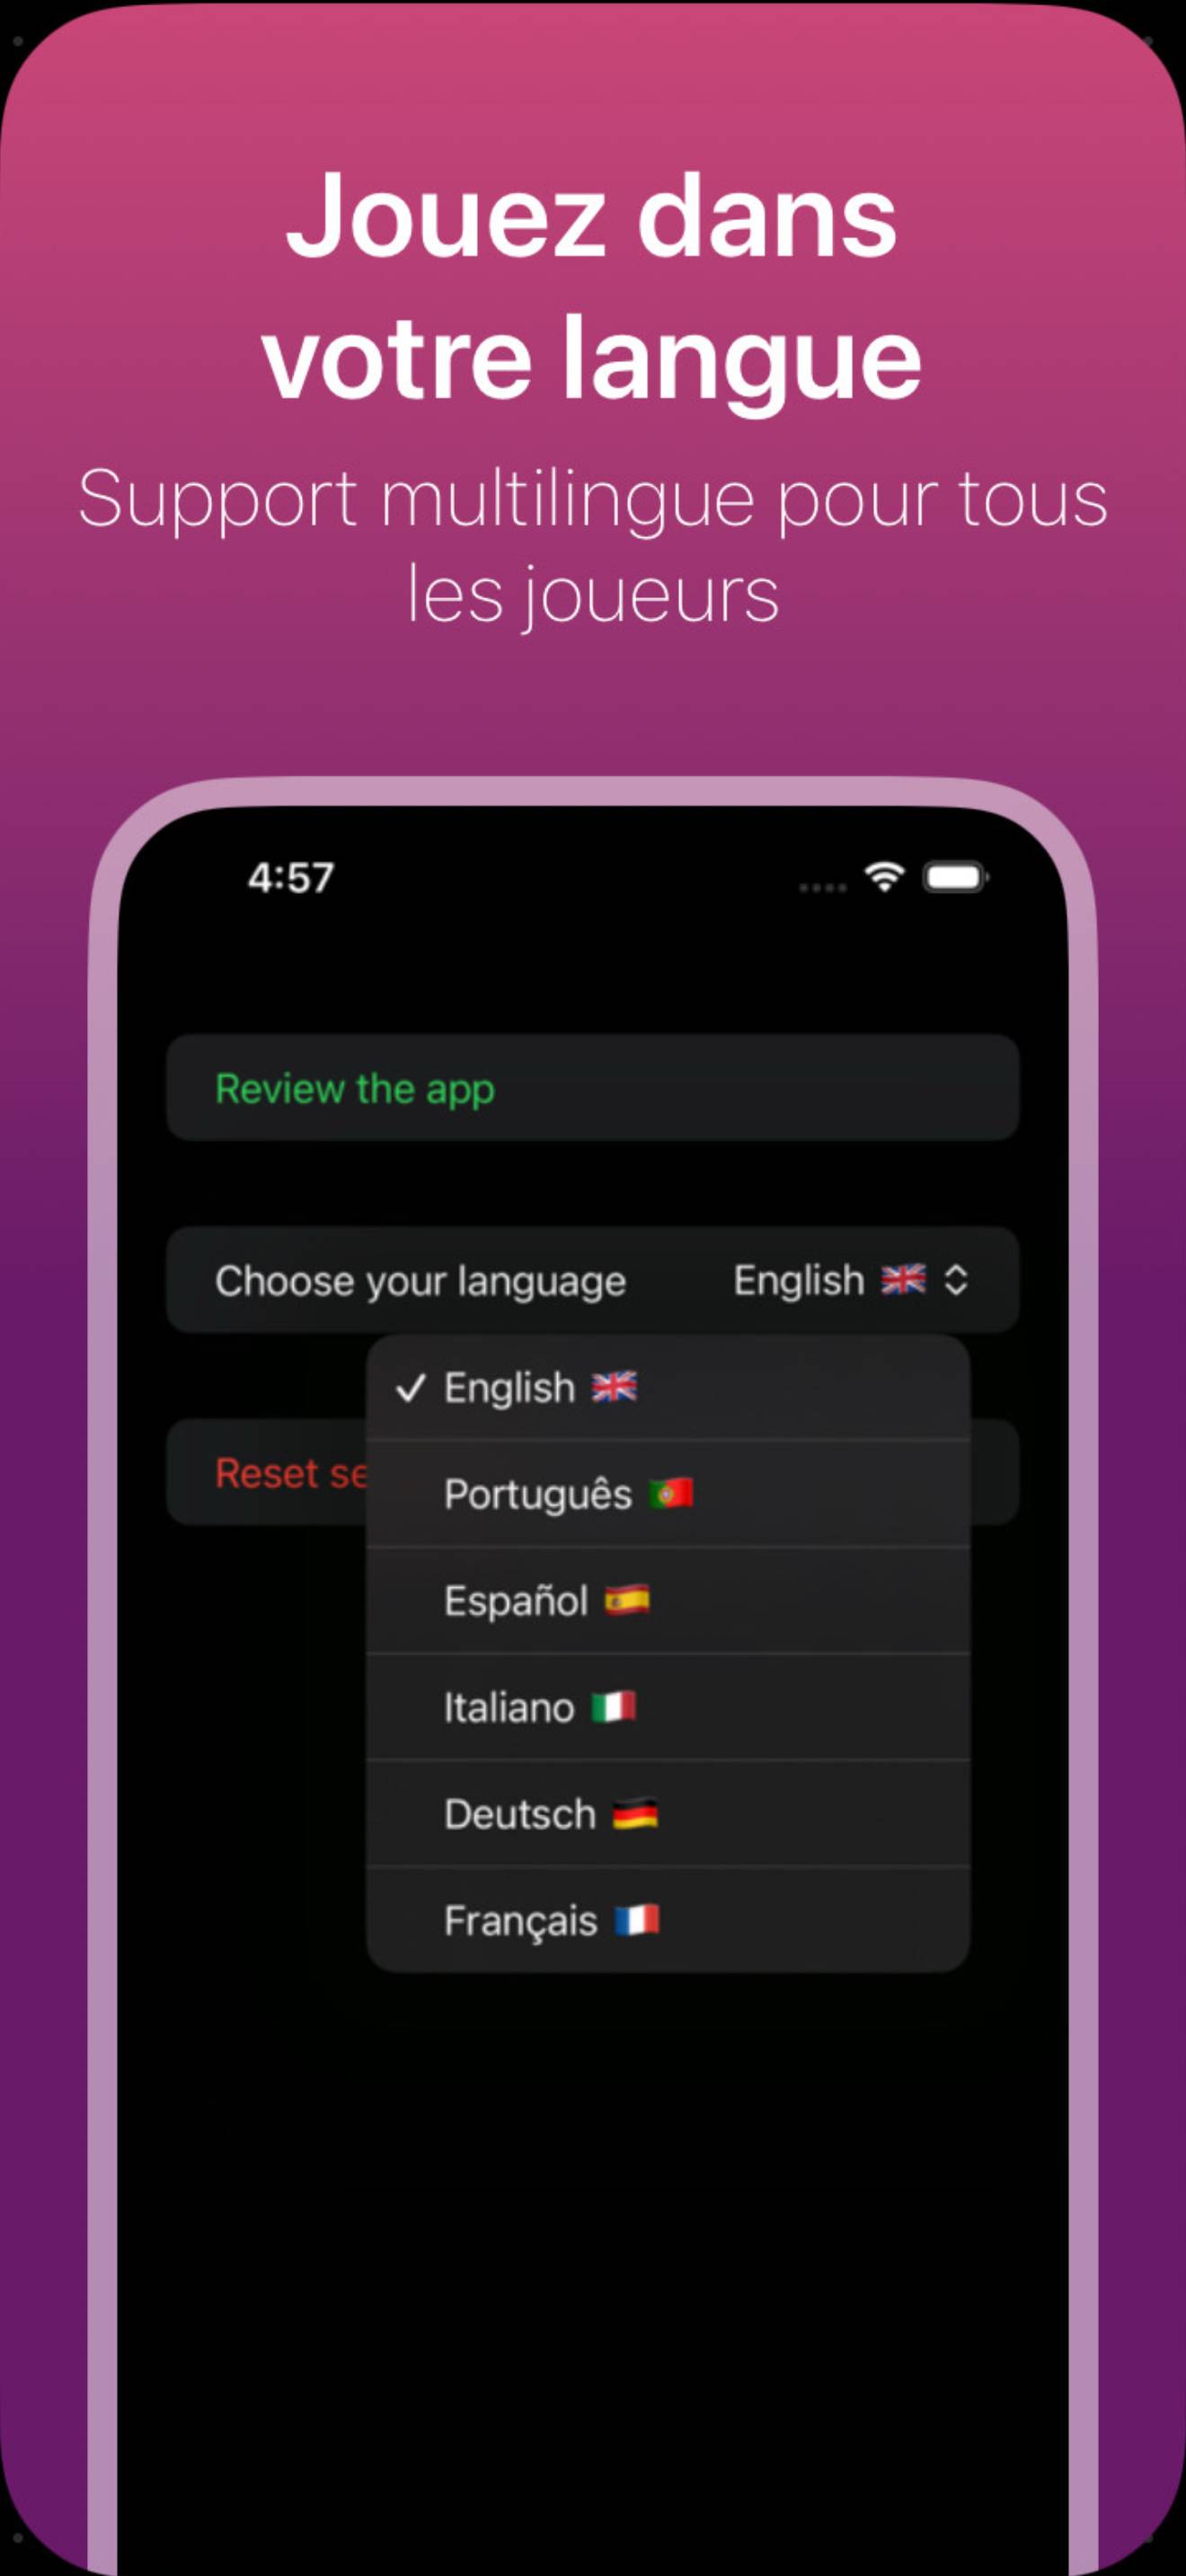 Jouez dans
votre langue
Support multilingue pour tous
les joueurs
4:57
Review the app
Choose your language English
English
Reset
Português
Español
Italiano
Deutsch
Français